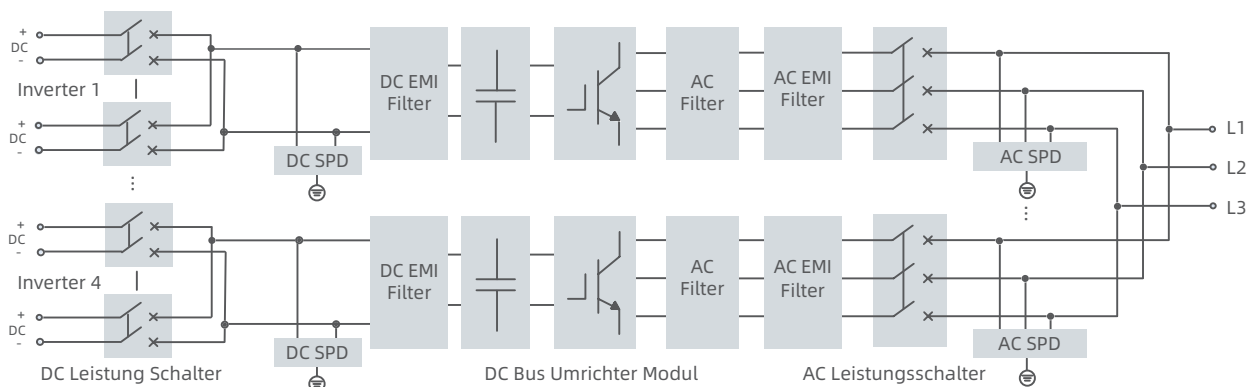 +
DC
-
Inverter 1
+
DC
-
DC SPD
DC EMI
Filter
AC
Filter
AC EMI
Filter
AC SPD
L1
L2
L3
+
DC
-
Inverter 4
+
DC
-
DC SPD
DC EMI
Filter
AC
Filter
AC EMI
Filter
AC SPD
DC Leistung Schalter
DC Bus Umrichter Modul
AC Leistungsschalter